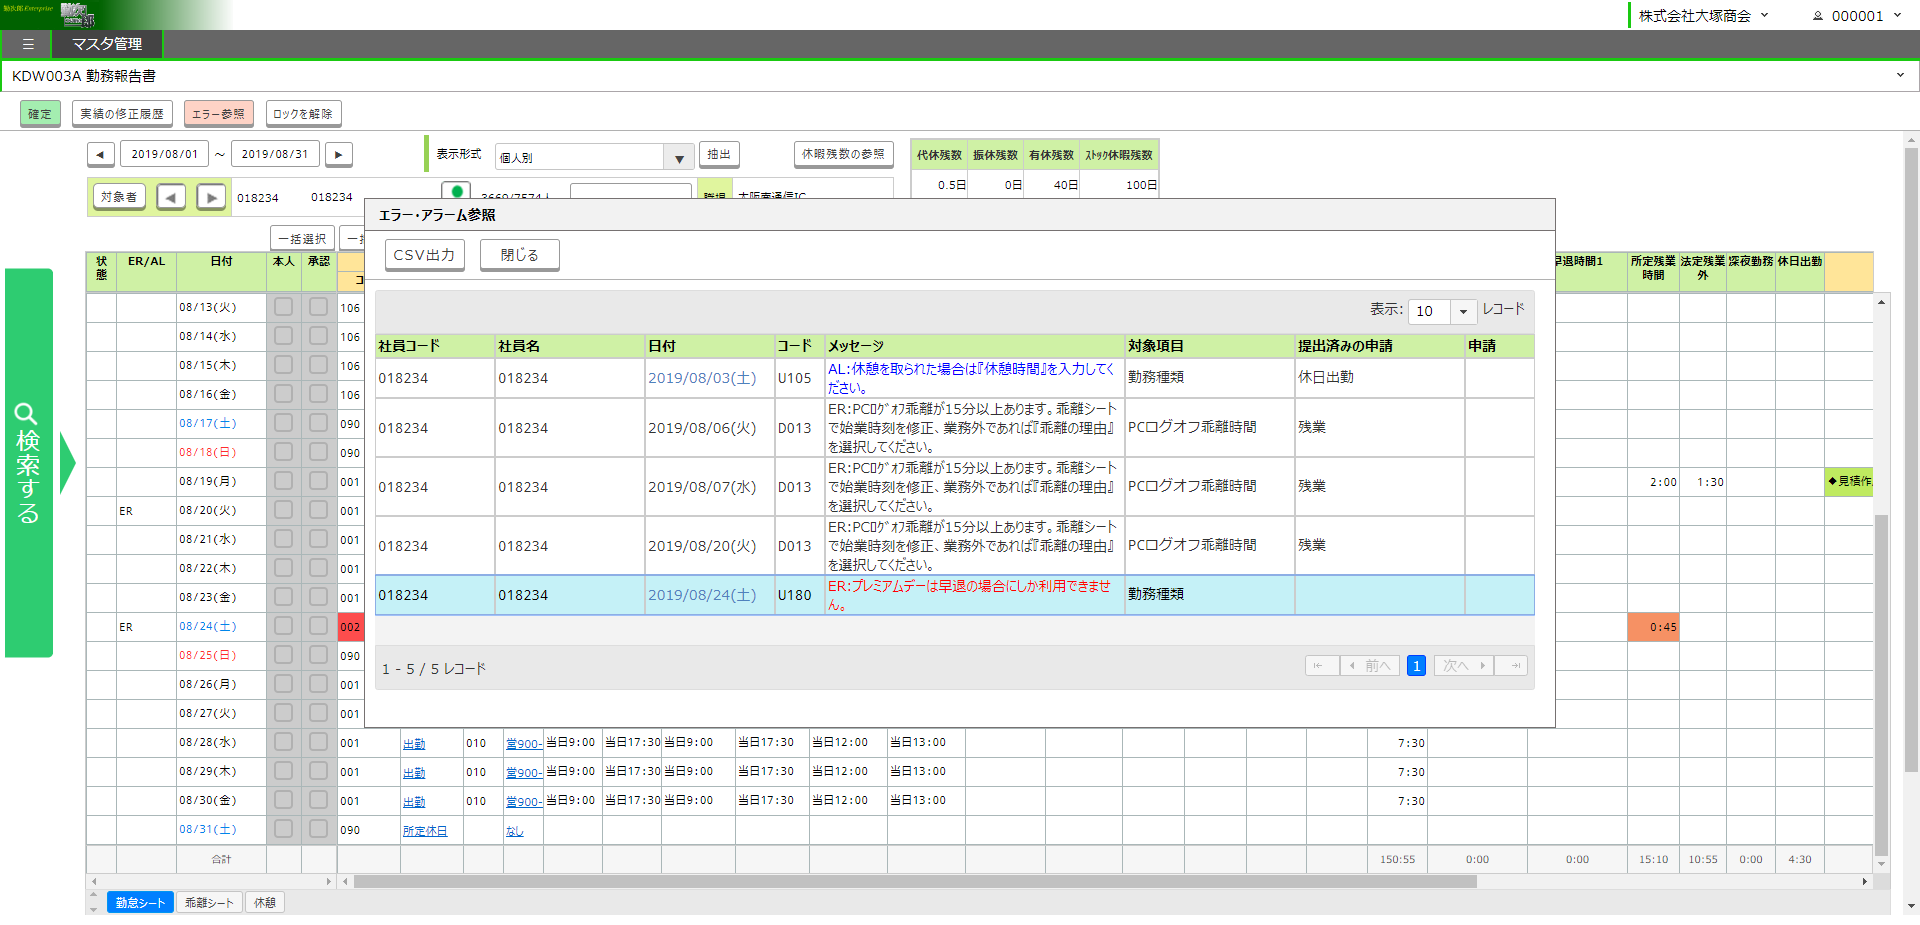 勤次郎Enterprise
株式会社大塚商会
000001
マスタ管理
KDW003A 勤務報告書
確定 実績の修正履歴 エラー参照 ロックを解除
◀ 2019/08/01 ～ 2019/08/31 ▶ 表示形式 個人別 ▼ 抽出 休暇残数の参照
代休残数 振休残数 有休残数 ｽﾄｯｸ休暇残数
0.5日 0日 40日 100日
対象者 ◀ ▶ 018234 018234
一括選択
状態 ER/AL 日付 本人 承認
早退時間1 所定残業時間 法定残業外 深夜勤務 休日出勤
検索する
エラー・アラーム参照
CSV出力 閉じる
表示: 10 レコード
社員コード 社員名 日付 コード メッセージ 対象項目 提出済みの申請 申請
018234 018234 2019/08/03(土) U105 AL:休憩を取られた場合は『休憩時間』を入力してください。 勤務種類 休日出勤
018234 018234 2019/08/06(火) D013 ER:PCﾛｸﾞｵﾌ乖離が15分以上あります。乖離シートで始業時刻を修正、業務外であれば『乖離の理由』を選択してください。 PCログオフ乖離時間 残業
018234 018234 2019/08/07(水) D013 ER:PCﾛｸﾞｵﾌ乖離が15分以上あります。乖離シートで始業時刻を修正、業務外であれば『乖離の理由』を選択してください。 PCログオフ乖離時間 残業
018234 018234 2019/08/20(火) D013 ER:PCﾛｸﾞｵﾌ乖離が15分以上あります。乖離シートで始業時刻を修正、業務外であれば『乖離の理由』を選択してください。 PCログオフ乖離時間 残業
018234 018234 2019/08/24(土) U180 ER:プレミアムデーは早退の場合にしか利用できません。 勤務種類
1 - 5 / 5 レコード
前へ 1 次へ
08/13(火) 106
08/14(水) 106
08/15(木) 106
08/16(金) 106
08/17(土) 090
08/18(日) 090
08/19(月) 001 2:00 1:30 ◆見積作
ER 08/20(火) 001
08/21(水) 001
08/22(木) 001
08/23(金) 001
ER 08/24(土) 002 0:45
08/25(日) 090
08/26(月) 001
08/27(火) 001
08/28(水) 001 出勤 010 営900- 当日9:00 当日17:30 当日9:00 当日17:30 当日12:00 当日13:00 7:30
08/29(木) 001 出勤 010 営900- 当日9:00 当日17:30 当日9:00 当日17:30 当日12:00 当日13:00 7:30
08/30(金) 001 出勤 010 営900- 当日9:00 当日17:30 当日9:00 当日17:30 当日12:00 当日13:00 7:30
08/31(土) 090 所定休日 なし
合計 150:55 0:00 0:00 15:10 10:55 0:00 4:30
勤怠シート 乖離シート 休憩